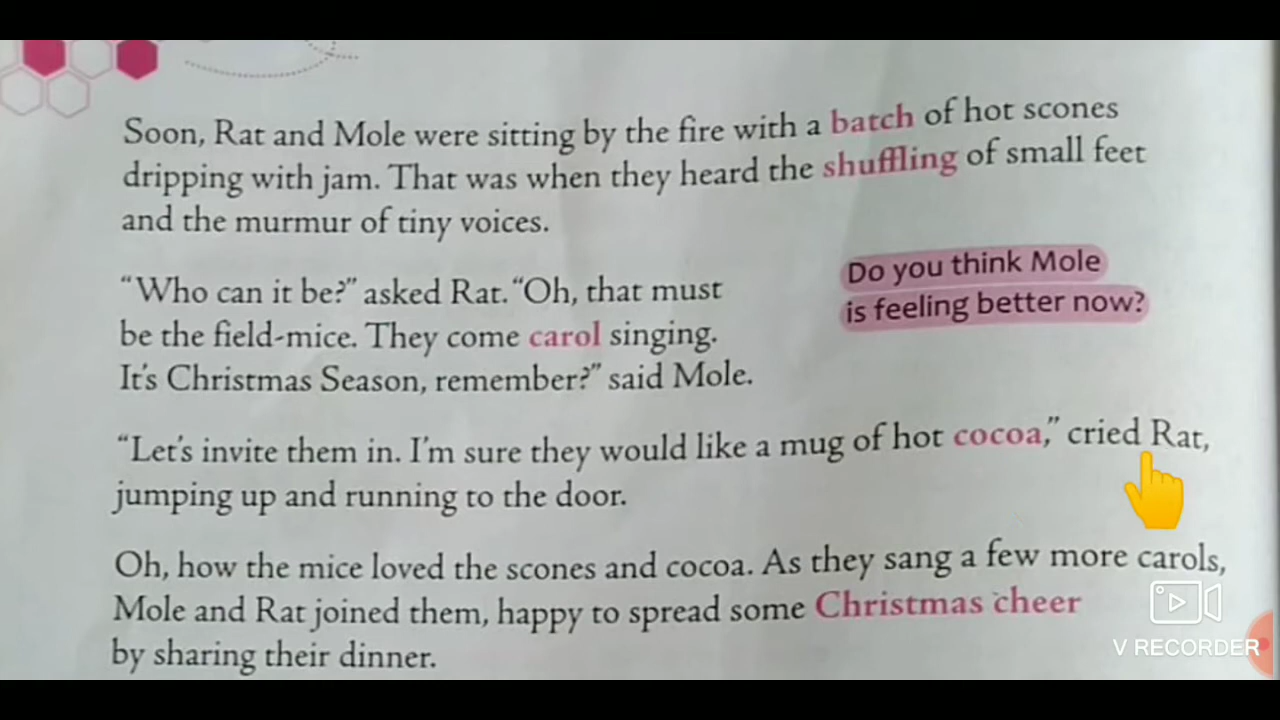 Soon, Rat and Mole were sitting by the fire with a batch of hot scones
dripping with jam. That was when they heard the shuffling of small feet
and the murmur of tiny voices.
“Who can it be?” asked Rat. “Oh, that must
be the field-mice. They come carol singing.
It’s Christmas Season, remember?” said Mole.
Do you think Mole
is feeling better now?
“Let’s invite them in. I’m sure they would like a mug of hot cocoa,” cried Rat,
jumping up and running to the door.
Oh, how the mice loved the scones and cocoa. As they sang a few more carols,
Mole and Rat joined them, happy to spread some Christmas cheer
by sharing their dinner.
V RECORDER